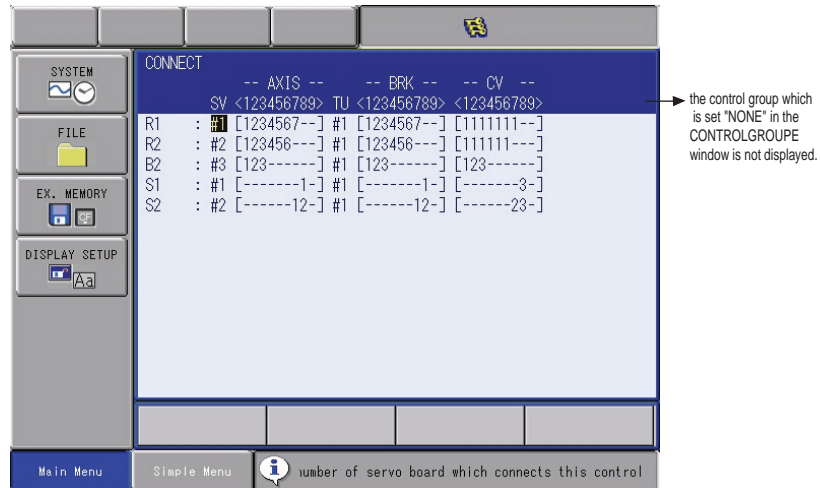 SYSTEM
FILE
EX. MEMORY
CF
DISPLAY SETUP
Aa
CONNECT
-- AXIS -- -- BRK -- -- CV --
SV <123456789> TU <123456789> <123456789>
R1 : #1 [1234567--] #1 [1234567--] [1111111--]
R2 : #2 [123456---] #1 [123456---] [111111---]
B2 : #3 [123------] #1 [123------] [123------]
S1 : #1 [-------1-] #1 [-------1-] [-------3-]
S2 : #2 [------12-] #1 [------12-] [------23-]
the control group which
is set "NONE" in the
CONTROLGROUPE
window is not displayed.
Main Menu
Simple Menu
of servo board which connects this control